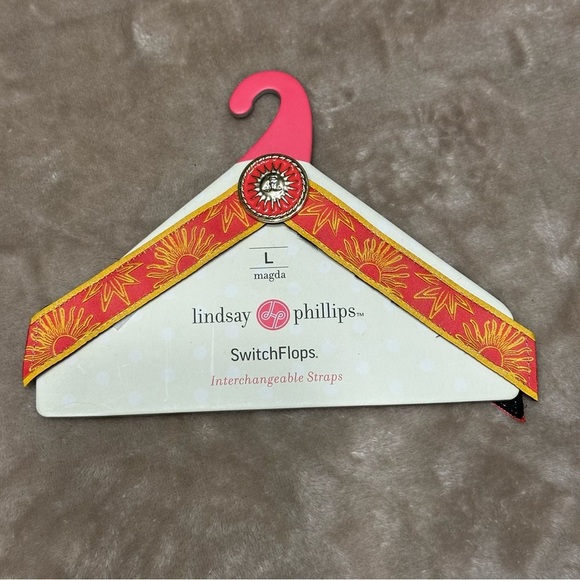 L
magda
lindsay phillips™
SwitchFlops.
Interchangeable Straps